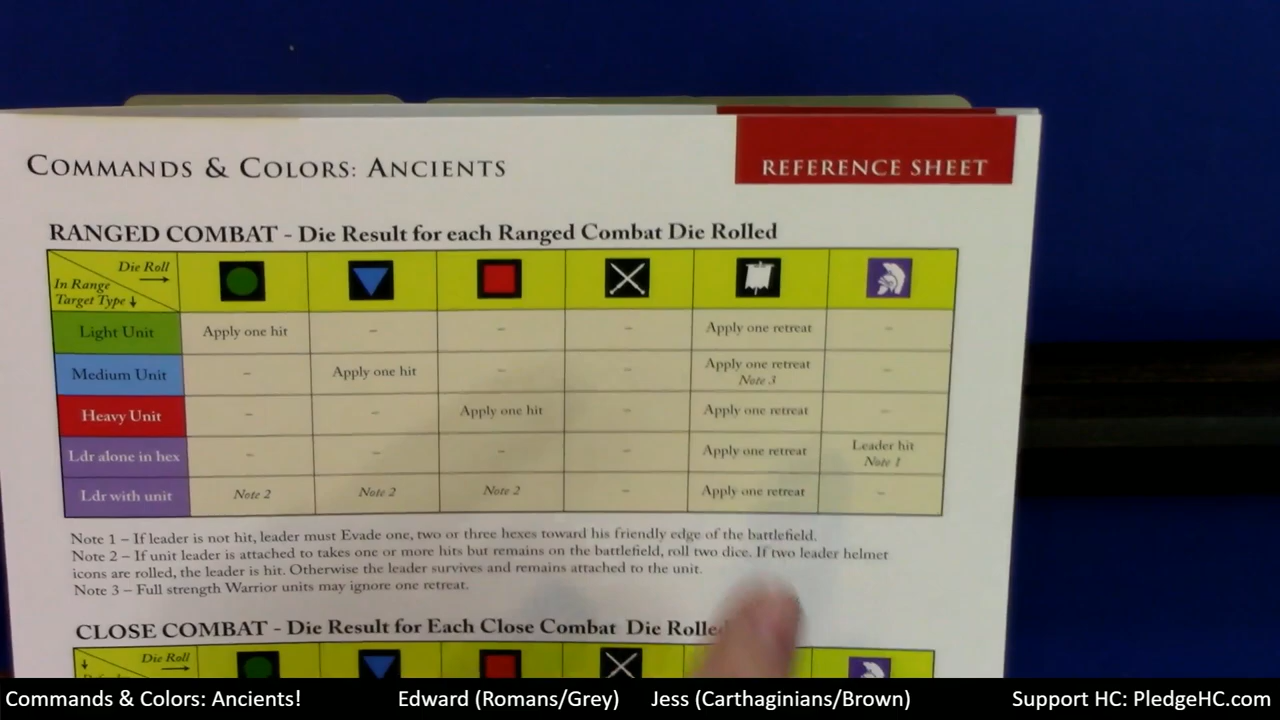 COMMANDS & COLORS: ANCIENTS
REFERENCE SHEET
RANGED COMBAT - Die Result for each Ranged Combat Die Rolled
Die Roll
In Range
Target Type
Light Unit Apply one hit – – – Apply one retreat –
Medium Unit – Apply one hit – – Apply one retreat –
Note 3
Heavy Unit – – Apply one hit – Apply one retreat –
Ldr alone in hex – – – – Apply one retreat Leader hit
Note 1
Ldr with unit Note 2 Note 2 Note 2 – Apply one retreat –
Note 1 – If leader is not hit, leader must Evade one, two or three hexes toward his friendly edge of the battlefield.
Note 2 – If unit leader is attached to takes one or more hits but remains on the battlefield, roll two dice. If two leader helmet
icons are rolled, the leader is hit. Otherwise the leader survives and remains attached to the unit.
Note 3 – Full strength Warrior units may ignore one retreat.
CLOSE COMBAT - Die Result for Each Close Combat Die Rolled
Die Roll
Commands & Colors: Ancients! Edward (Romans/Grey) Jess (Carthaginians/Brown) Support HC: PledgeHC.com